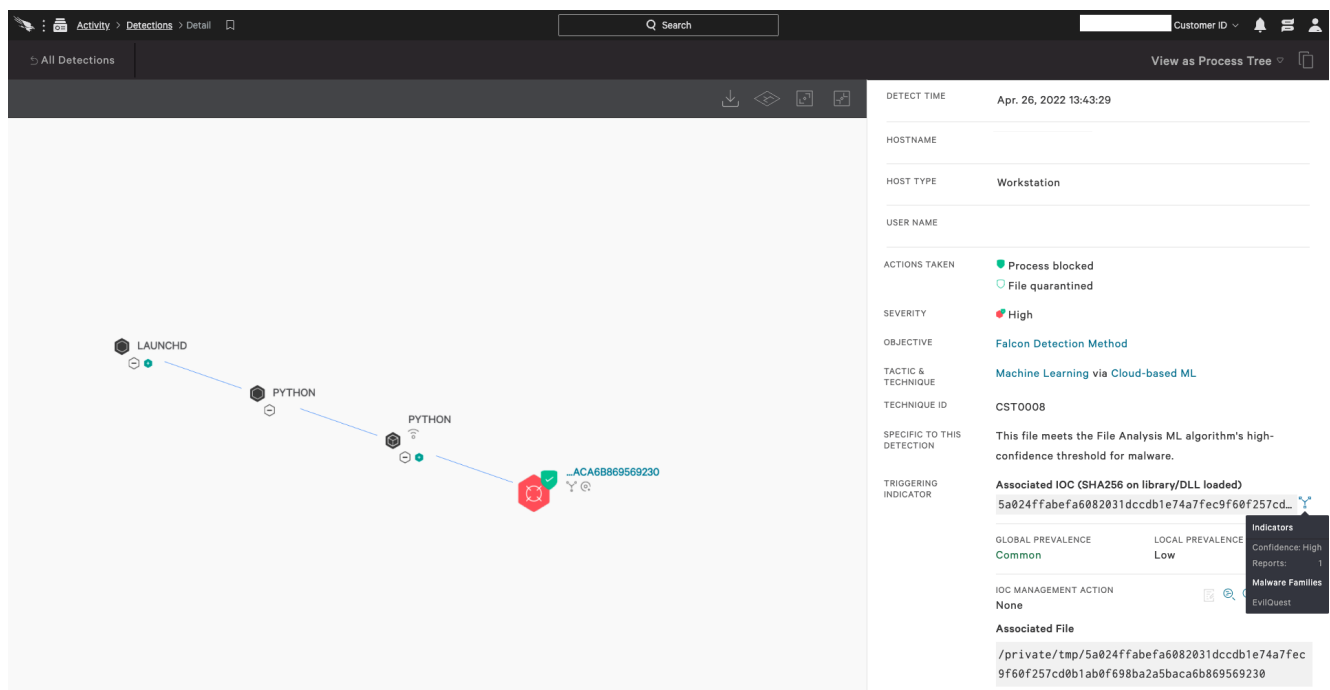 Activity > Detections > Detail
Search
Customer ID
All Detections
View as Process Tree
LAUNCHD
PYTHON
PYTHON
...ACA6B869569230
DETECT TIME Apr. 26, 2022 13:43:29
HOSTNAME
HOST TYPE Workstation
USER NAME
ACTIONS TAKEN Process blocked
File quarantined
SEVERITY High
OBJECTIVE Falcon Detection Method
TACTIC & TECHNIQUE Machine Learning via Cloud-based ML
TECHNIQUE ID CST0008
SPECIFIC TO THIS DETECTION This file meets the File Analysis ML algorithm's high-
confidence threshold for malware.
TRIGGERING INDICATOR Associated IOC (SHA256 on library/DLL loaded)
5a024ffabefa6082031dccdb1e74a7fec9f60f257cd…
Indicators
Confidence: High
Reports: 1
Malware Families
EvilQuest
GLOBAL PREVALENCE LOCAL PREVALENCE
Common Low
IOC MANAGEMENT ACTION
None
Associated File
/private/tmp/5a024ffabefa6082031dccdb1e74a7fec
9f60f257cd0b1ab0f698ba2a5baca6b869569230